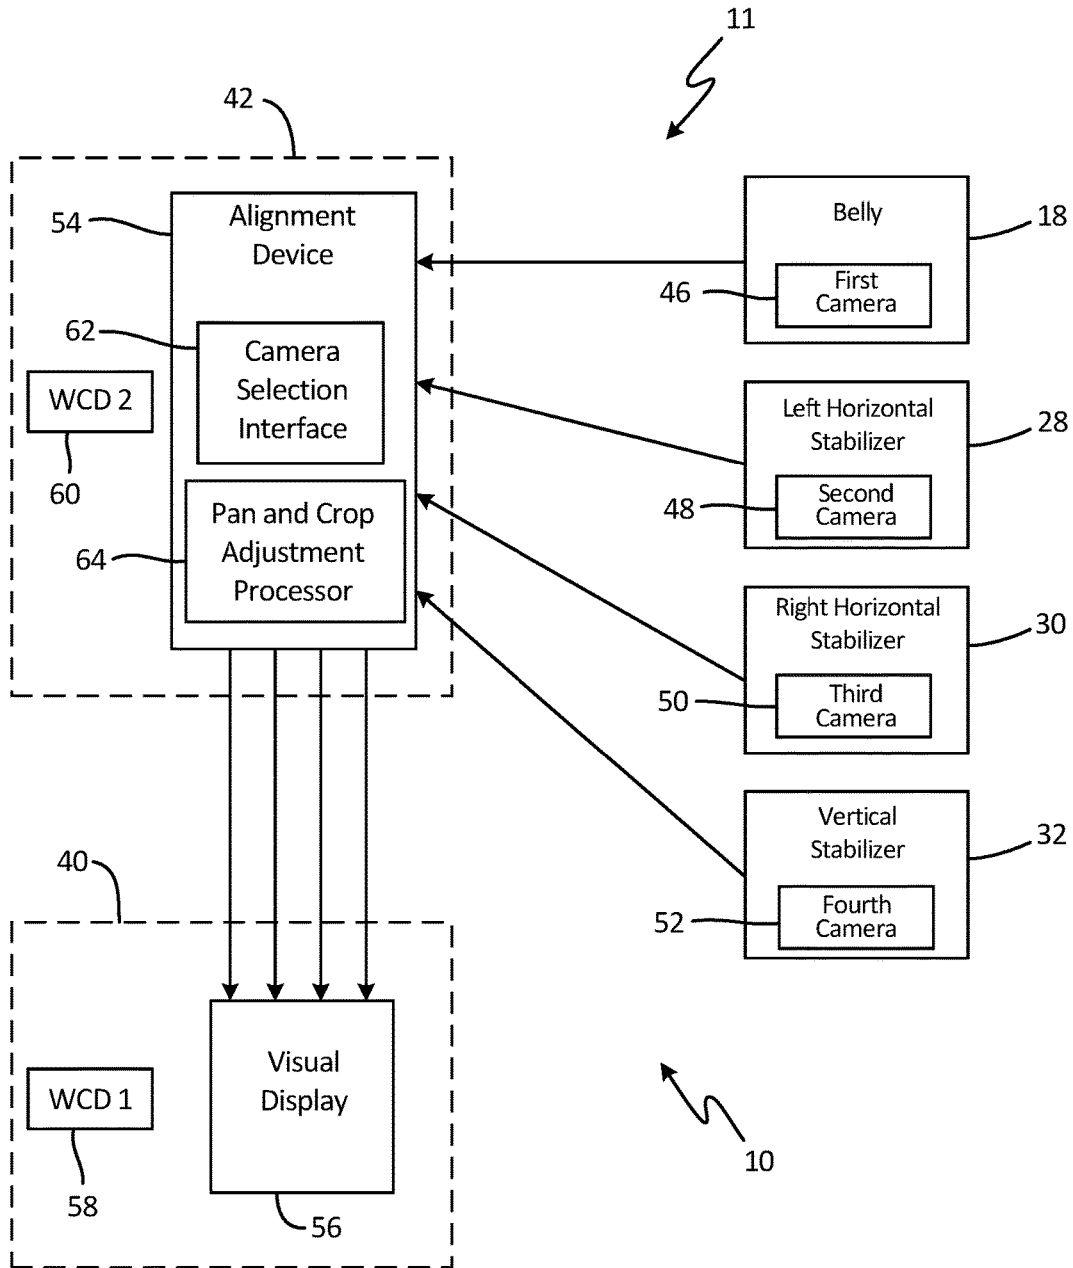 11
42
54
Alignment
Device
Belly
18
46
First
Camera
62
Camera
Selection
Interface
WCD 2
60
Left Horizontal
Stabilizer
28
48
Second
Camera
Pan and Crop
Adjustment
Processor
64
Right Horizontal
Stabilizer
30
50
Third
Camera
Vertical
Stabilizer
32
52
Fourth
Camera
40
Visual
Display
WCD 1
58
56
10